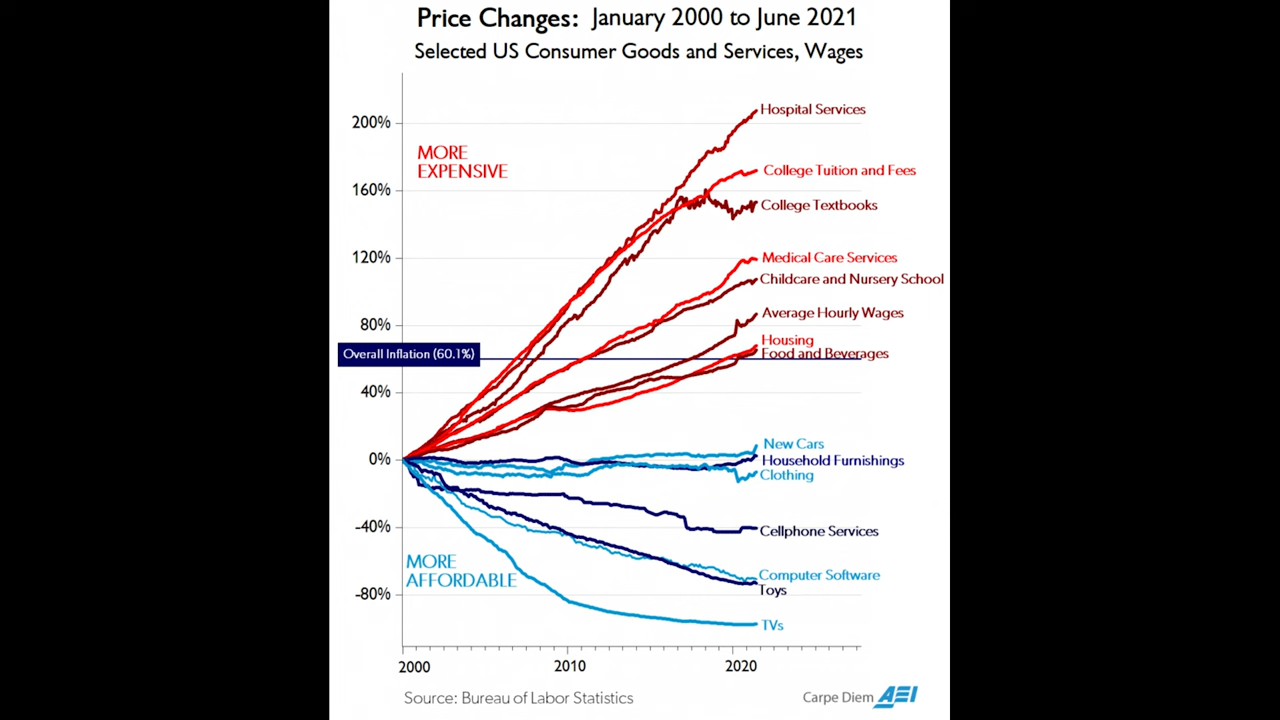 Price Changes: January 2000 to June 2021
Selected US Consumer Goods and Services, Wages
200%
160%
120%
80%
40%
0%
-40%
-80%
MORE
EXPENSIVE
Overall Inflation (60.1%)
MORE
AFFORDABLE
Hospital Services
College Tuition and Fees
College Textbooks
Medical Care Services
Childcare and Nursery School
Average Hourly Wages
Housing
Food and Beverages
New Cars
Household Furnishings
Clothing
Cellphone Services
Computer Software
Toys
TVs
2000
2010
2020
Source: Bureau of Labor Statistics
Carpe Diem AEI